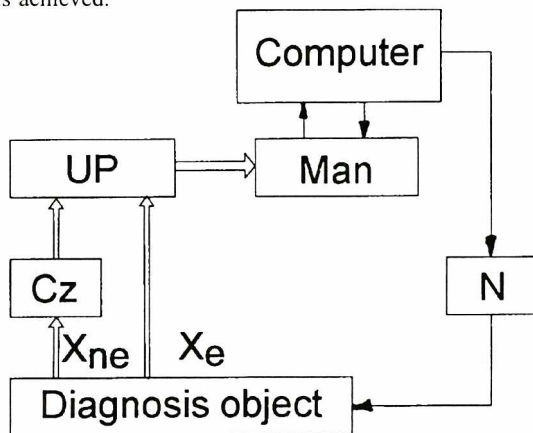 s achieved.
Computer
UP
Man
Cz
N
Xne
Xe
Diagnosis object